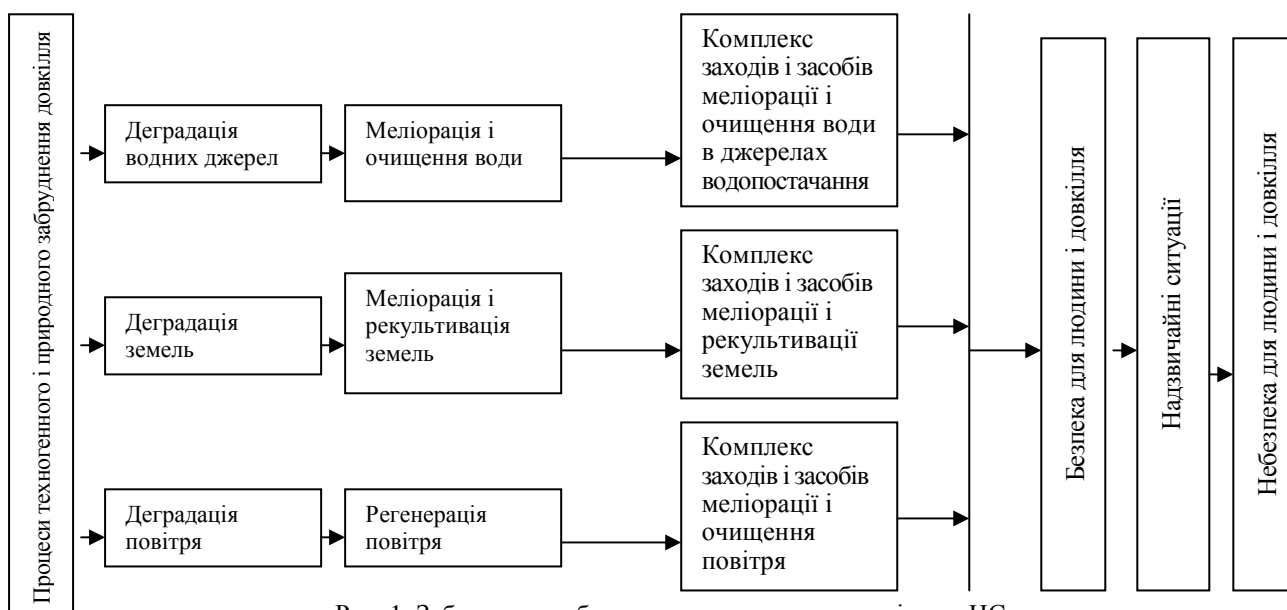 Процеси техногенного і природного забруднення довкілля
Деградація
водних джерел
Меліорація і
очищення води
Комплекс
заходів і засобів
меліорації і
очищення води
в джерелах
водопостачання
Деградація
земель
Меліорація і
рекультивація
земель
Комплекс
заходів і засобів
меліорації і
рекультивації
земель
Деградація
повітря
Регенерація
повітря
Комплекс
заходів і засобів
меліорації і
очищення
повітря
Безпека для людини і довкілля
Надзвичайні ситуації
Небезпека для людини і довкілля